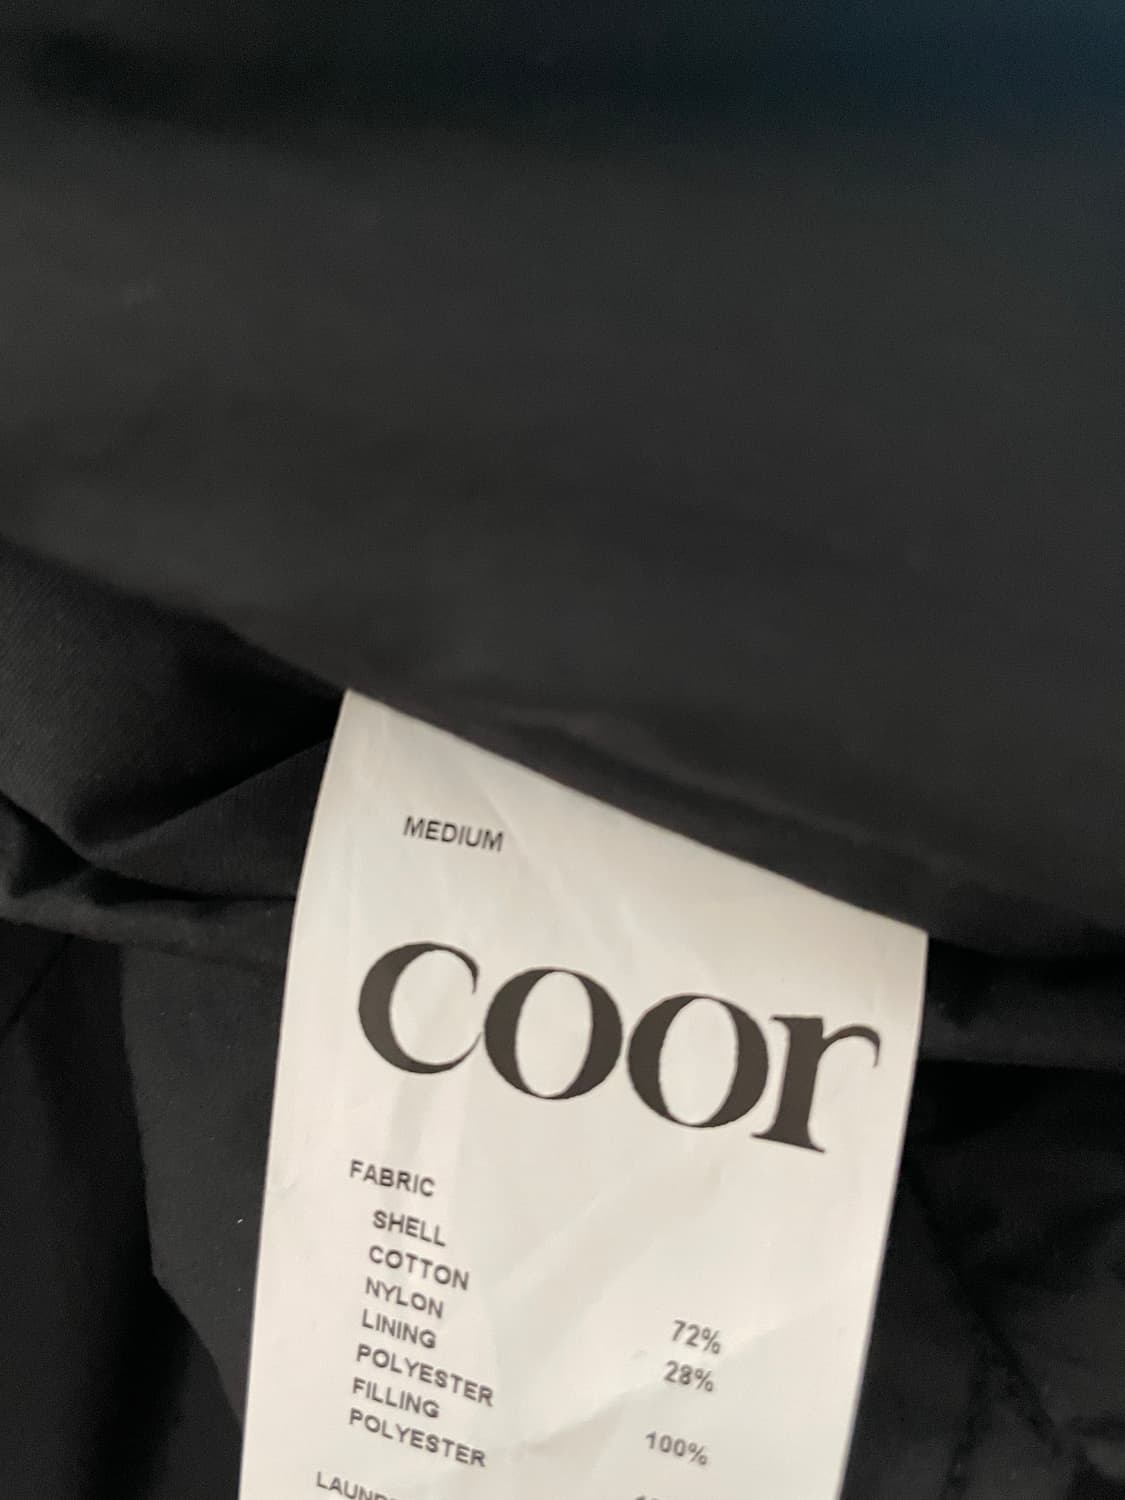 MEDIUM
coor
FABRIC
SHELL
COTTON 72%
NYLON 28%
LINING
POLYESTER 100%
FILLING
POLYESTER